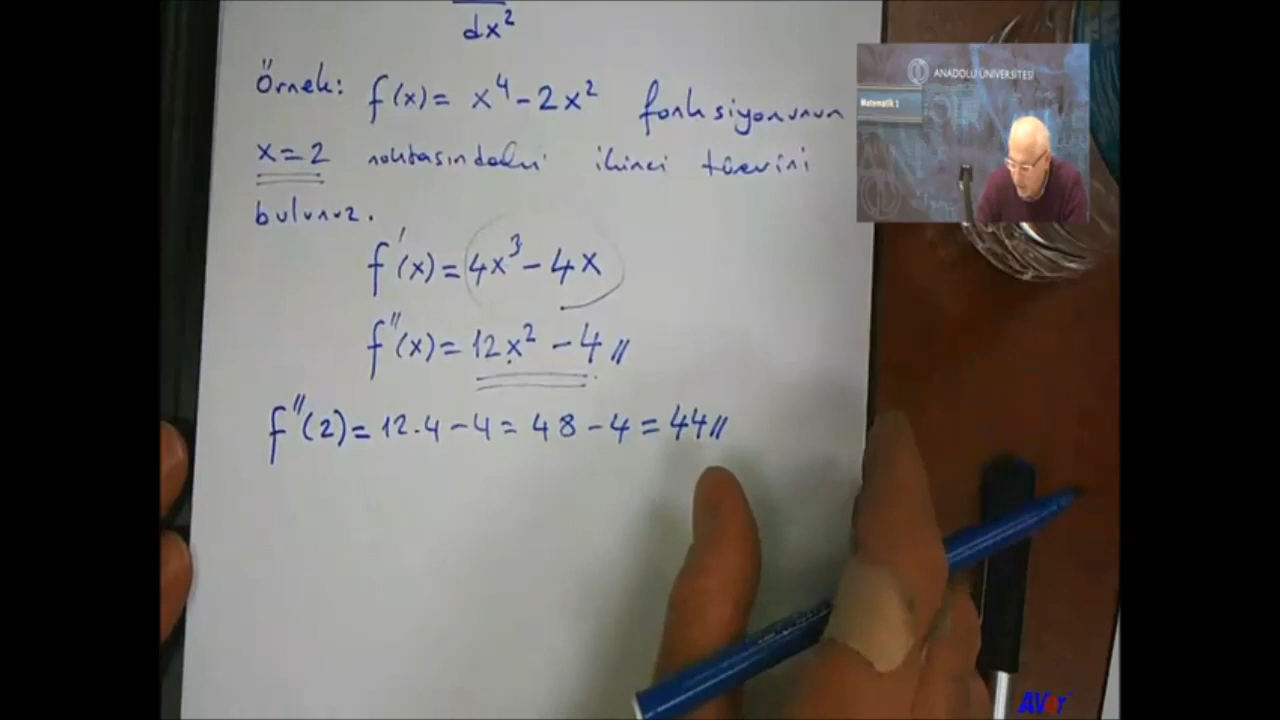 dx²
Örnek: f(x) = x⁴ - 2x² fonksiyonunun
x = 2 noktasındaki ikinci türevini
bulunuz.
f'(x) = 4x³ - 4x
f''(x) = 12x² - 4 //
f''(2) = 12.4 - 4 = 48 - 4 = 44 //
ANADOLU ÜNİVERSİTESİ
Matematik 1
AVer